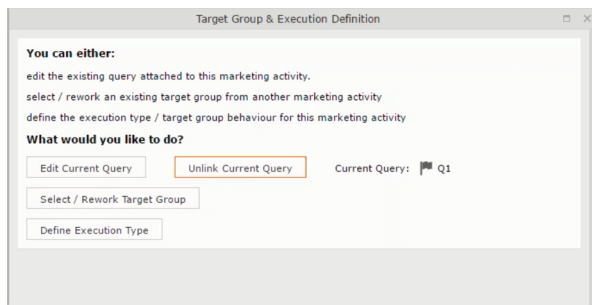 Target Group & Execution Definition
You can either:
edit the existing query attached to this marketing activity.
select / rework an existing target group from another marketing activity
define the execution type / target group behaviour for this marketing activity
What would you like to do?
Edit Current Query Unlink Current Query Current Query: Q1
Select / Rework Target Group
Define Execution Type